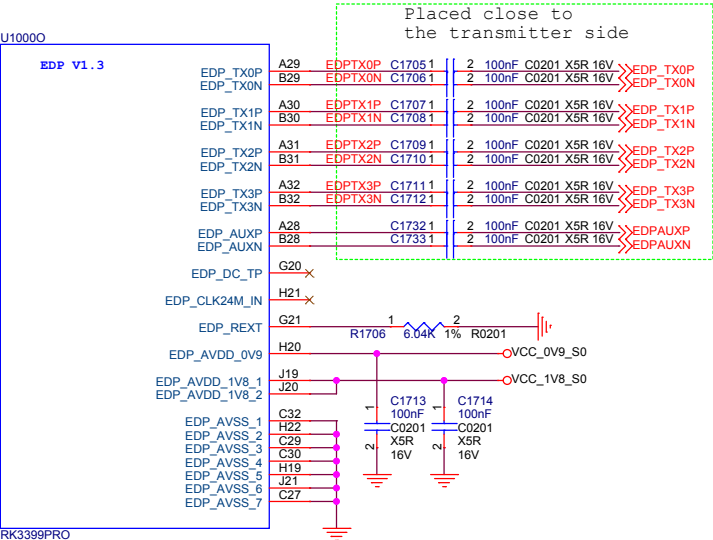 Placed close to
the transmitter side
U1000O
EDP V1.3
EDP_TX0P A29 EDPTX0P C1705 1 2 100nF C0201 X5R 16V EDP_TX0P
EDP_TX0N B29 EDPTX0N C1706 1 2 100nF C0201 X5R 16V EDP_TX0N
EDP_TX1P A30 EDPTX1P C1707 1 2 100nF C0201 X5R 16V EDP_TX1P
EDP_TX1N B30 EDPTX1N C1708 1 2 100nF C0201 X5R 16V EDP_TX1N
EDP_TX2P A31 EDPTX2P C1709 1 2 100nF C0201 X5R 16V EDP_TX2P
EDP_TX2N B31 EDPTX2N C1710 1 2 100nF C0201 X5R 16V EDP_TX2N
EDP_TX3P A32 EDPTX3P C1711 1 2 100nF C0201 X5R 16V EDP_TX3P
EDP_TX3N B32 EDPTX3N C1712 1 2 100nF C0201 X5R 16V EDP_TX3N
EDP_AUXP A28 C1732 1 2 100nF C0201 X5R 16V EDPAUXP
EDP_AUXN B28 C1733 1 2 100nF C0201 X5R 16V EDPAUXN
EDP_DC_TP G20
EDP_CLK24M_IN H21
EDP_REXT G21 1 2
R1706 6.04K 1% R0201
EDP_AVDD_0V9 H20 VCC_0V9_S0
EDP_AVDD_1V8_1 J19 VCC_1V8_S0
EDP_AVDD_1V8_2 J20
1 C1713 1 C1714
100nF 100nF
C0201 C0201
2 X5R 2 X5R
16V 16V
EDP_AVSS_1 C32
EDP_AVSS_2 H22
EDP_AVSS_3 C29
EDP_AVSS_4 C30
EDP_AVSS_5 H19
EDP_AVSS_6 J21
EDP_AVSS_7 C27
RK3399PRO